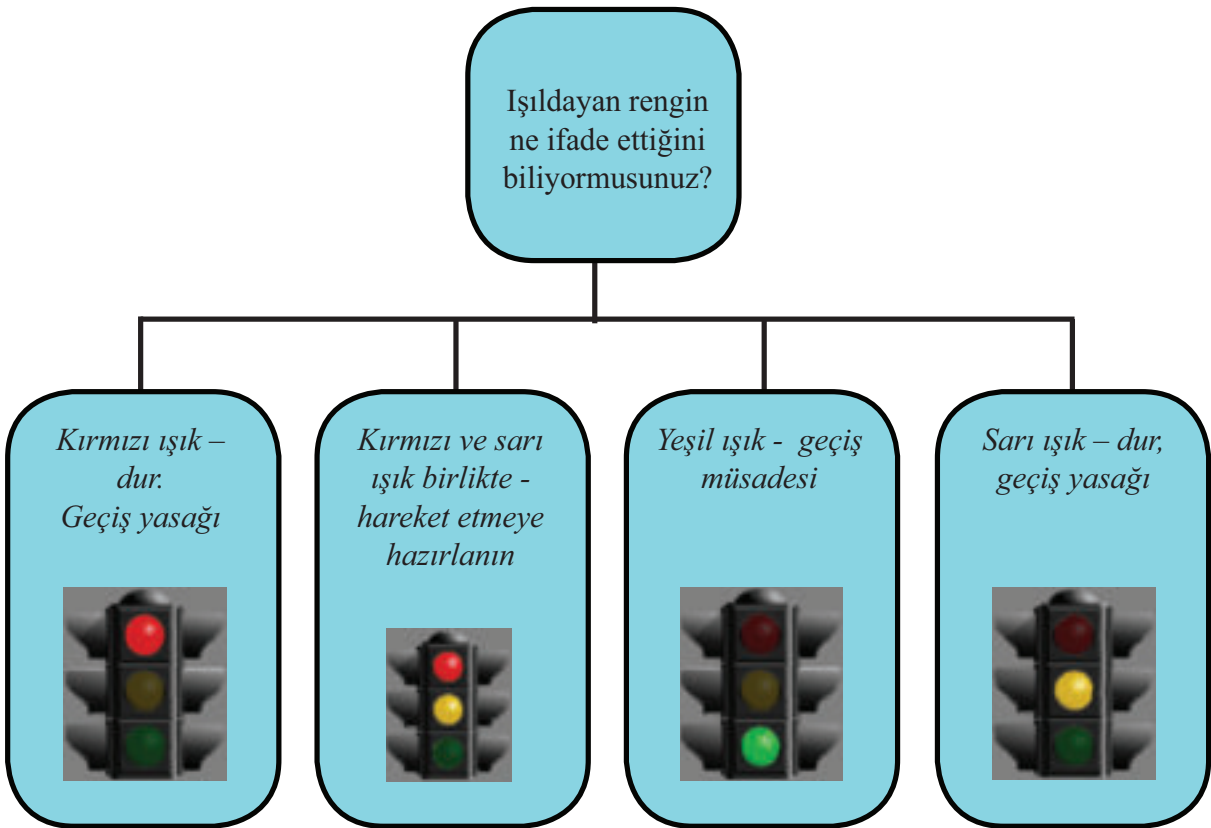 Işıldayan rengin
ne ifade ettiğini
biliyormusunuz?
Kırmızı ışık –
dur.
Geçiş yasağı
Kırmızı ve sarı
ışık birlikte -
hareket etmeye
hazırlanın
Yeşil ışık - geçiş
müsadesi
Sarı ışık – dur,
geçiş yasağı